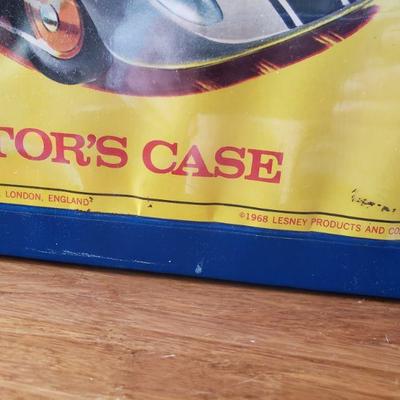 TOR'S CASE
LONDON, ENGLAND
©1968 LESNEY PRODUCTS AND CO